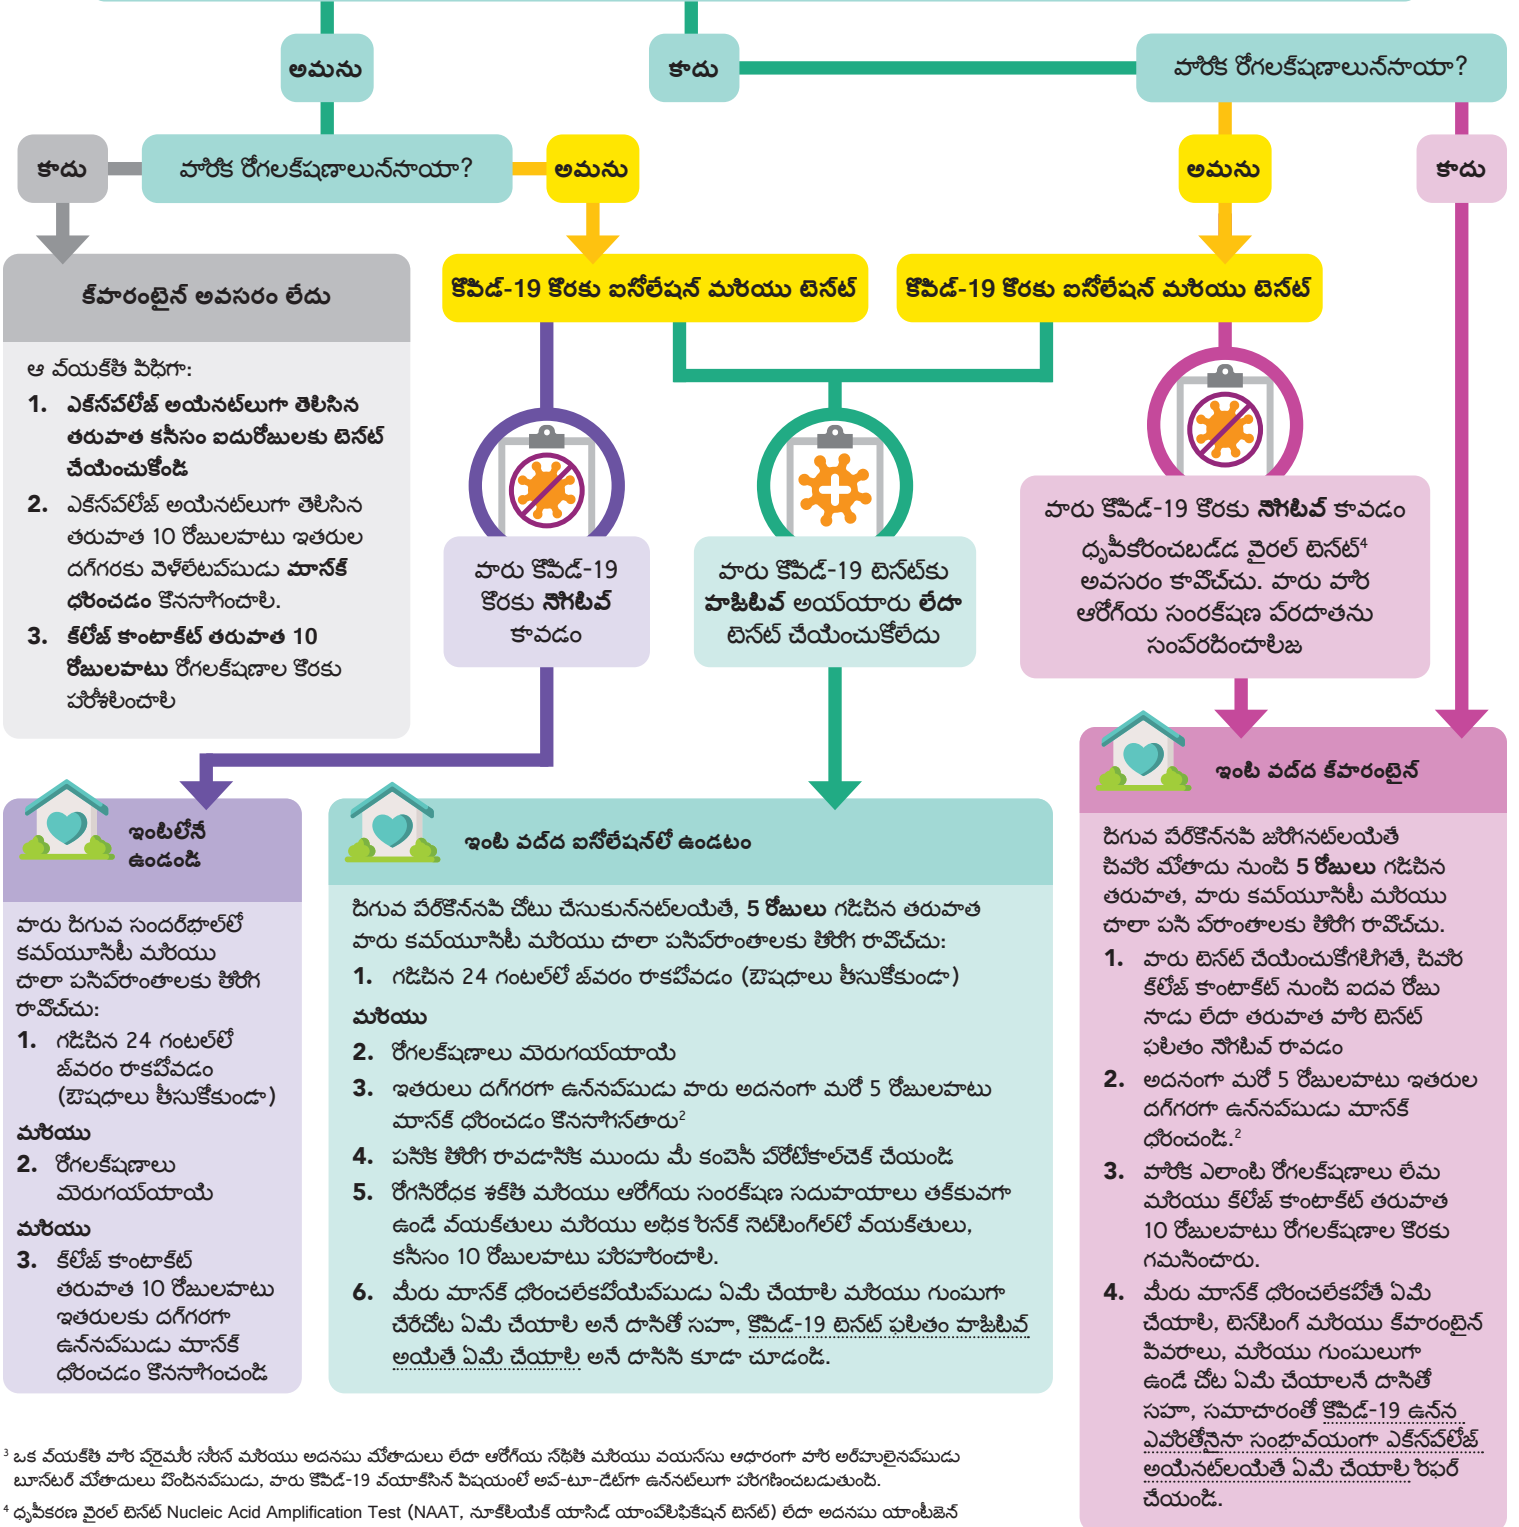 అవును
కాదు
వారికి రోగలక్షణాలున్నాయా?
కాదు
వారికి రోగలక్షణాలున్నాయా?
అవును
అవును
కాదు
క్వారంటైన్ అవసరం లేదు
ఆ వ్యక్తి విధిగా:
1. ఎక్స్‌పోజ్ అయినట్లుగా తెలిసిన
తరువాత కనీసం ఐదురోజులకు టెస్ట్
చేయించుకోండి
2. ఎక్స్‌పోజ్ అయినట్లుగా తెలిసిన
తరువాత 10 రోజులపాటు ఇతరుల
దగ్గరకు వెళ్లేటప్పుడు మాస్క్
ధరించడం కొనసాగించాలి.
3. క్లోజ్ కాంటాక్ట్ తరువాత 10
రోజులపాటు రోగలక్షణాల కొరకు
పరిశీలించాలి
కోవిడ్-19 కొరకు ఐసోలేషన్ మరియు టెస్ట్
కోవిడ్-19 కొరకు ఐసోలేషన్ మరియు టెస్ట్
వారు కోవిడ్-19
కొరకు నెగిటివ్
కావడం
వారు కోవిడ్-19 టెస్ట్‌కు
పాజిటివ్ అయ్యారు లేదా
టెస్ట్ చేయించుకోలేదు
వారు కోవిడ్-19 కొరకు నెగిటివ్ కావడం
ధృవీకరించబడ్డ వైరల్ టెస్ట్4
అవసరం కావొచ్చు. వారు వారి
ఆరోగ్య సంరక్షణ ప్రదాతను
సంప్రదించాలిజ
ఇంటిలోనే
ఉండండి
వారు దిగువ సందర్భాల్లో
కమ్యూనిటీ మరియు
చాలా పనిప్రాంతాలకు తిరిగి
రావొచ్చు:
1. గడిచిన 24 గంటల్లో
జ్వరం రాకపోవడం
(ఔషధాలు తీసుకోకుండా)
మరియు
2. రోగలక్షణాలు
మెరుగయ్యాయి
మరియు
3. క్లోజ్ కాంటాక్ట్
తరువాత 10 రోజులపాటు
ఇతరులకు దగ్గరగా
ఉన్నప్పుడు మాస్క్
ధరించడం కొనసాగించండి
ఇంటి వద్ద ఐసోలేషన్‌లో ఉండటం
దిగువ పేర్కొన్నవి చోటు చేసుకున్నట్లయితే, 5 రోజులు గడిచిన తరువాత
వారు కమ్యూనిటీ మరియు చాలా పనిప్రాంతాలకు తిరిగి రావొచ్చు:
1. గడిచిన 24 గంటల్లో జ్వరం రాకపోవడం (ఔషధాలు తీసుకోకుండా)
మరియు
2. రోగలక్షణాలు మెరుగయ్యాయి
3. ఇతరులు దగ్గరగా ఉన్నప్పుడు వారు అదనంగా మరో 5 రోజులపాటు
మాస్క్ ధరించడం కొనసాగిస్తారు2
4. పనికి తిరిగి రావడానికి ముందు మీ కంపెనీ ప్రోటోకాల్‌చెక్ చేయండి
5. రోగనిరోధక శక్తి మరియు ఆరోగ్య సంరక్షణ సదుపాయాలు తక్కువగా
ఉండే వ్యక్తులు మరియు అధిక రిస్క్ సెట్టింగ్‌ల్లో వ్యక్తులు,
కనీసం 10 రోజులపాటు పరిహరించాలి.
6. మీరు మాస్క్ ధరించలేకపోయిప్పుడు ఏమి చేయాలి మరియు గుంపుగా
చేరేచోట ఏమి చేయాలి అనే దానితో సహా, కోవిడ్-19 టెస్ట్ ఫలితం పాజిటివ్
అయితే ఏమి చేయాలి అనే దానిని కూడా చూడండి.
ఇంటి వద్ద క్వారంటైన్
దిగువ పేర్కొన్నవి జరిగినట్లయితే
చివరి మోతాదు నుంచి 5 రోజులు గడిచిన
తరువాత, వారు కమ్యూనిటీ మరియు
చాలా పని ప్రాంతాలకు తిరిగి రావొచ్చు.
1. వారు టెస్ట్ చేయించుకోగలిగితే, చివరి
క్లోజ్ కాంటాక్ట్ నుంచి ఐదవ రోజు
నాడు లేదా తరువాత వారి టెస్ట్
ఫలితం నెగిటివ్ రావడం
2. అదనంగా మరో 5 రోజులపాటు ఇతరుల
దగ్గరగా ఉన్నప్పుడు మాస్క్
ధరించండి.2
3. వారికి ఎలాంటి రోగలక్షణాలు లేవు
మరియు క్లోజ్ కాంటాక్ట్ తరువాత
10 రోజులపాటు రోగలక్షణాల కొరకు
గమనించారు.
4. మీరు మాస్క్ ధరించలేకపోతే ఏమి
చేయాలి, టెస్టింగ్ మరియు క్వారంటైన్
వివరాలు, మరియు గుంపులుగా
ఉండే చోట ఏమి చేయాలనే దానితో
సహా, సమాచారంతో కోవిడ్-19 ఉన్న
ఎవరితోనైనా సంభావ్యంగా ఎక్స్‌పోజ్
అయినట్లయితే ఏమి చేయాలి రిఫర్
చేయండి.
3 ఒక వ్యక్తి వారి ప్రైమరీ సిరీస్ మరియు అదనపు మోతాదులు లేదా ఆరోగ్య స్థితి మరియు వయస్సు ఆధారంగా వారి అర్హులైనప్పుడు
బూస్టర్ మోతాదులు పొందినప్పుడు, వారు కోవిడ్-19 వ్యాక్సిన్ విషయంలో అప్-టూ-డేట్‌గా ఉన్నట్లుగా పరిగణించబడుతుంది.
4 ధృవీకరణ వైరల్ టెస్ట్ Nucleic Acid Amplification Test (NAAT, నూక్లియిక్ యాసిడ్ యాంప్లిఫికేషన్ టెస్ట్) లేదా అదనపు యాంటీజెన్